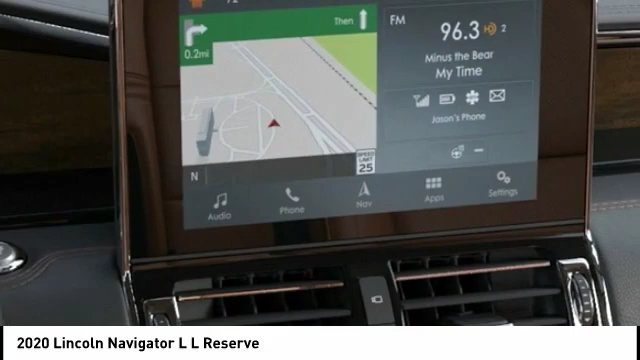 Then
0.2mi
N
SPEED
LIMIT
25
FM
96.3 2
Minus the Bear
My Time
Jason's Phone
Audio
Phone
Nav
Apps
Settings
2020 Lincoln Navigator L L Reserve